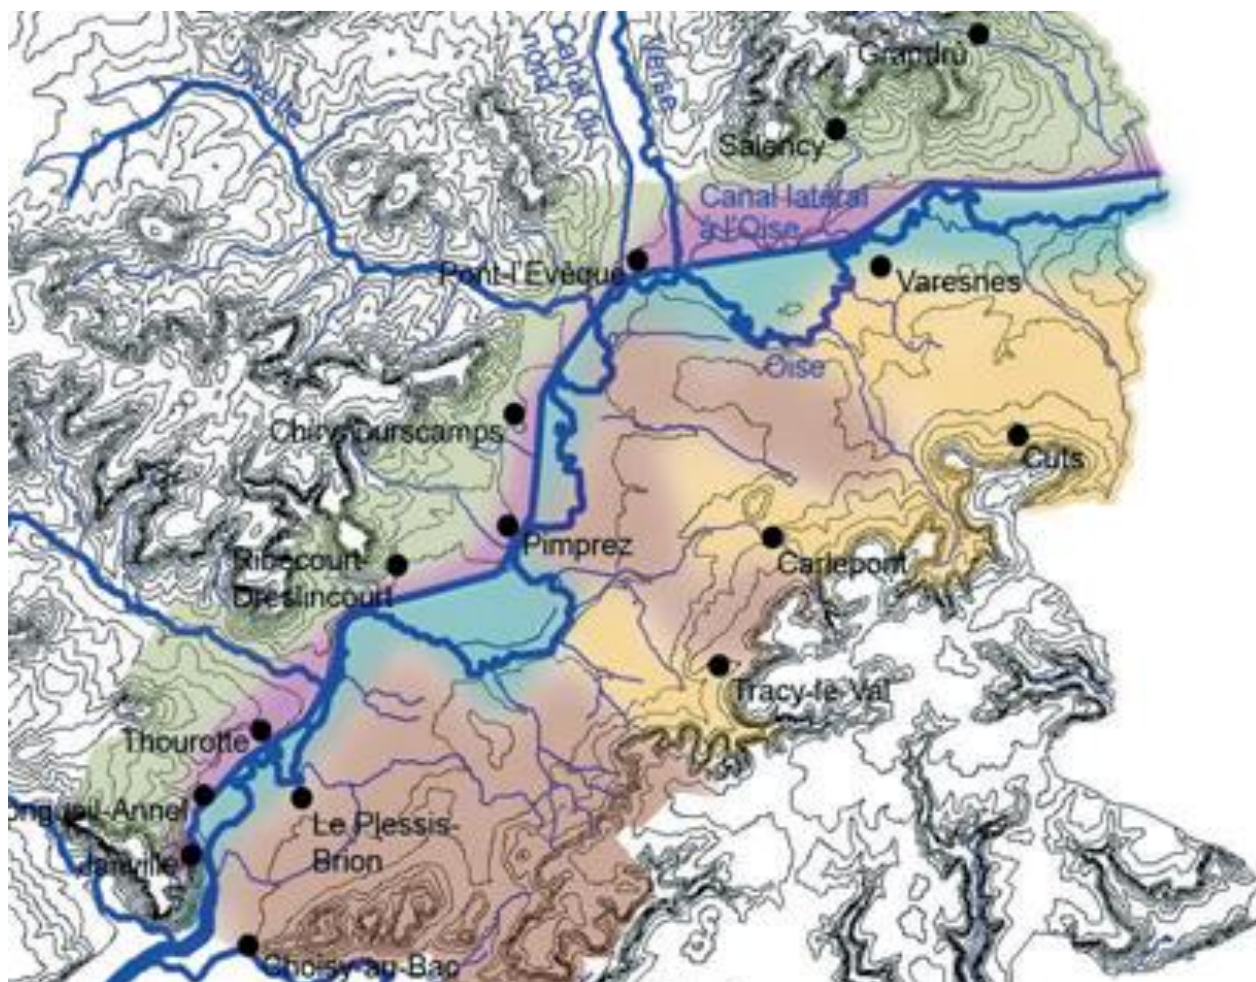 Grandrû
Divette
Canal du
nord
Verse
Salency
Canal latéral
à l'Oise
Pont-l'Evêque
Varesnes
Oise
Chiry-Ourscamps
Cuts
Pimprez
Carlepont
Ribécourt-
Dreslincourt
Tracy-le-Val
Thourotte
Longueil-Annel
Le Plessis-
Brion
Janville
Choisy-au-Bac